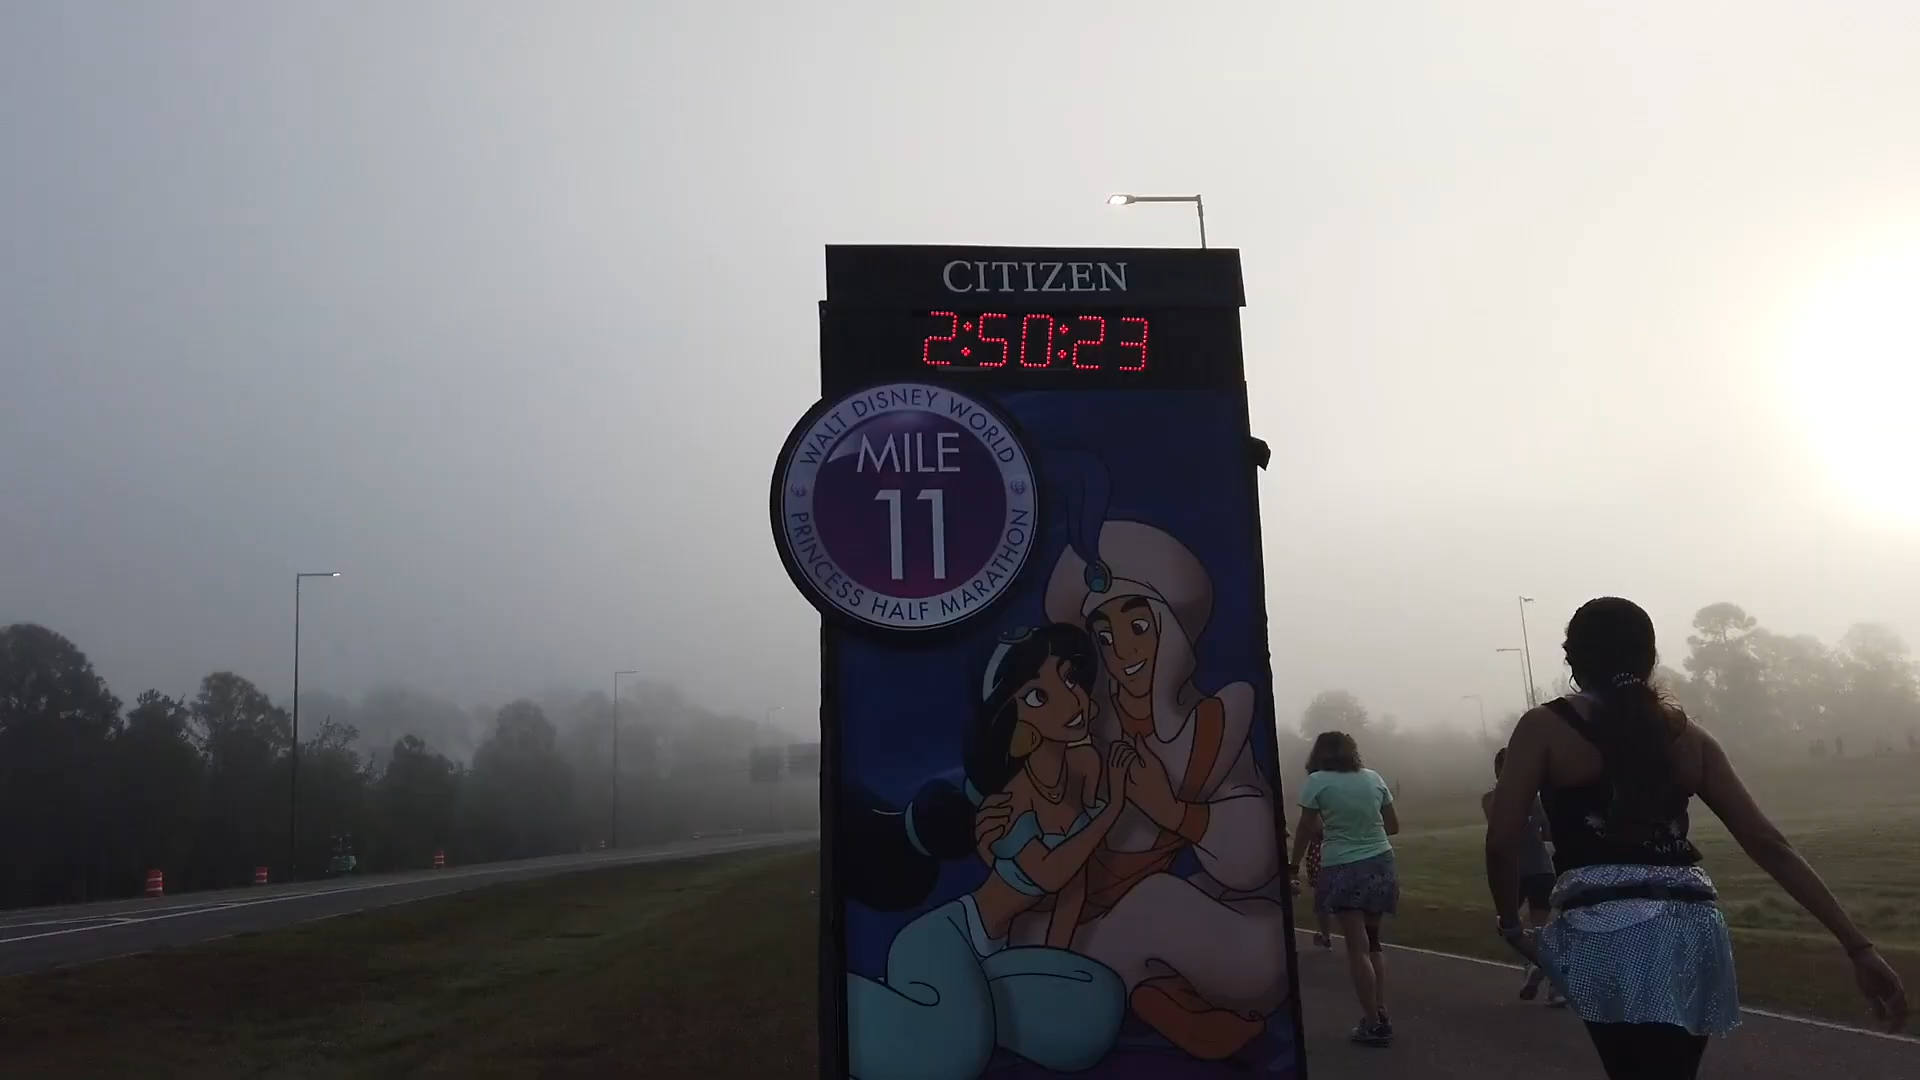 CITIZEN
2:50:23
WALT DISNEY WORLD
MILE
11
PRINCESS HALF MARATHON